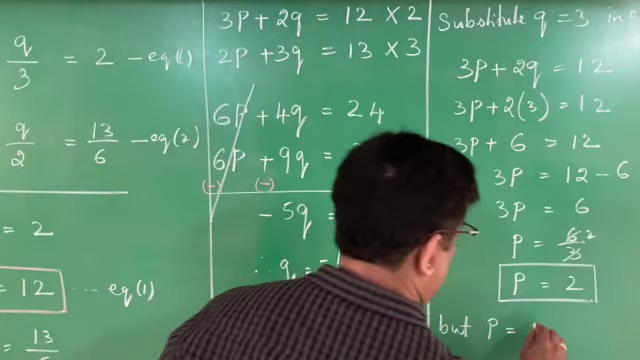 q/3 = 2 – eq(1)
q/2 = 13/6 – eq(2)
= 2
= 12 ... eq(1)
= 13
3P + 2q = 12 × 2
2P + 3q = 13 × 3
6P + 4q = 24
6P + 9q =
(-) (-)
- 5q =
∴ q =
Substitute q = 3 in
3P + 2q = 12
3P + 2(3) = 12
3P + 6 = 12
3P = 12 - 6
3P = 6
P = 6/3 2
P = 2
but P =